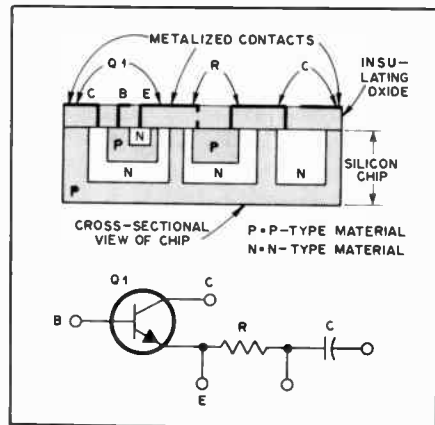 METALIZED CONTACTS
Q1 R C
INSU-
LATING
OXIDE
C B E
P N P
N N N
P
SILICON
CHIP
CROSS-SECTIONAL
VIEW OF CHIP
P=P-TYPE MATERIAL
N=N-TYPE MATERIAL
Q1
C
B
R C
E